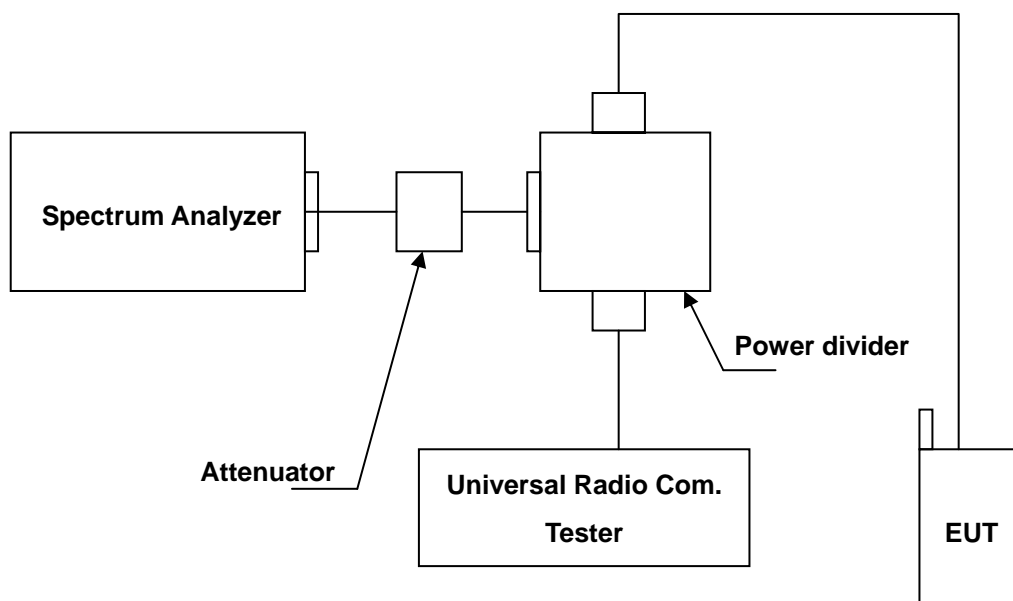 Spectrum Analyzer
Power divider
Attenuator
Universal Radio Com.
Tester
EUT